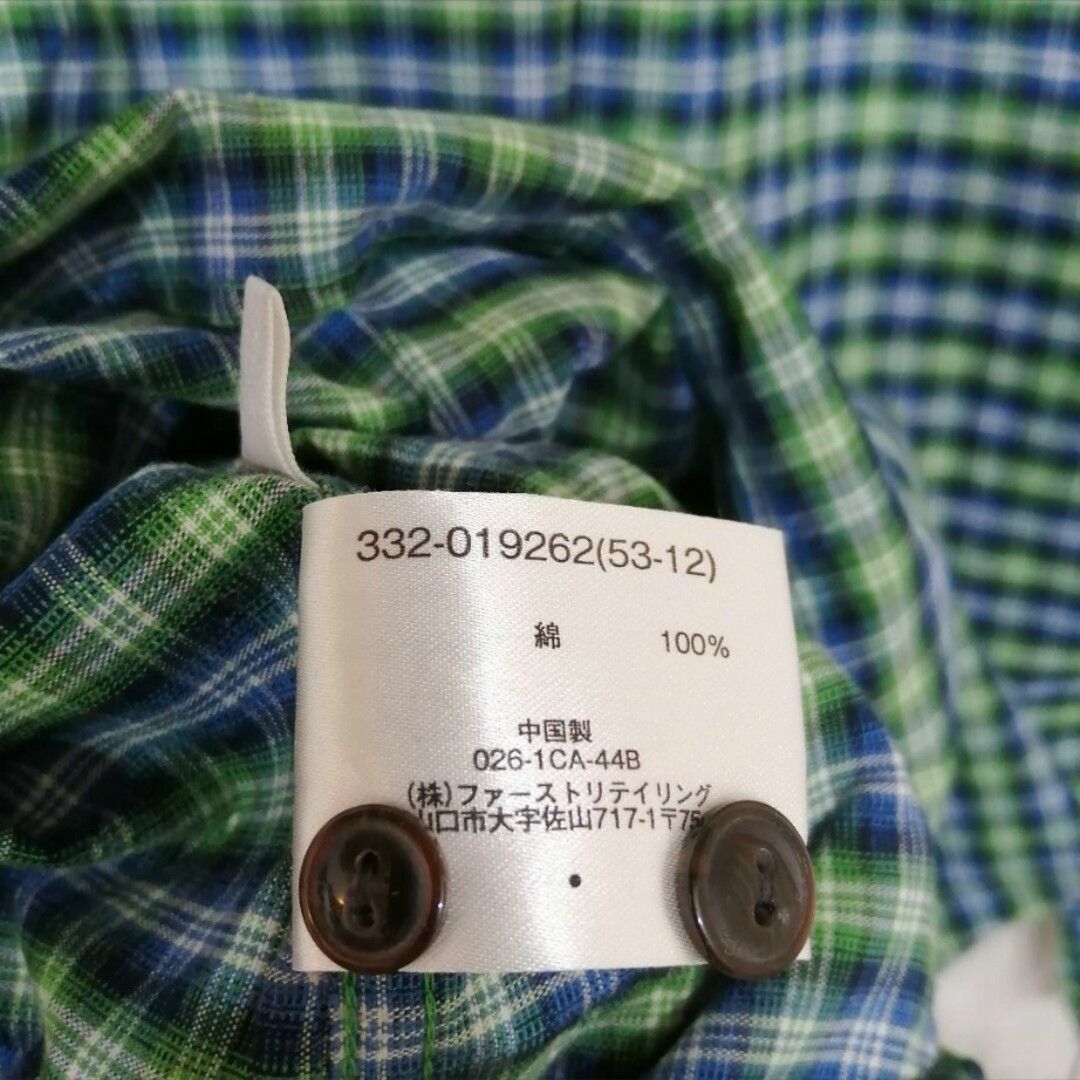 332-019262(53-12)
綿 100%
中国製
026-1CA-44B
(株)ファーストリテイリング
山口市大字佐山717-1〒75